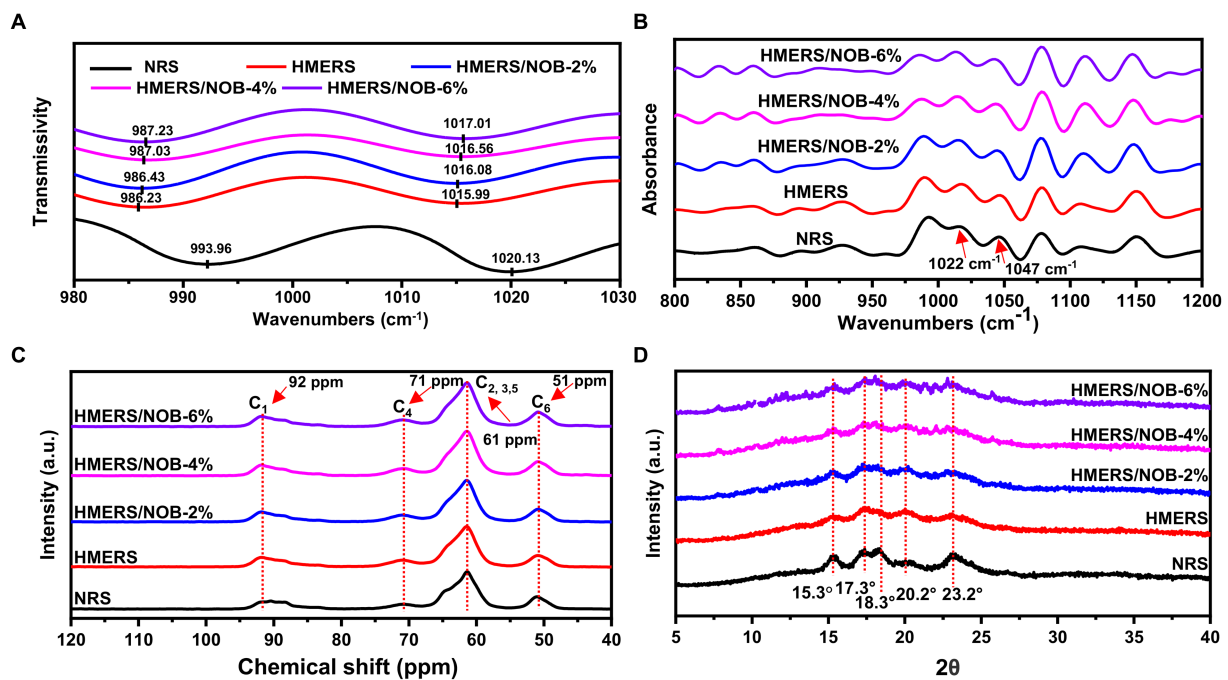 A
Transmissivity
NRS
HMERS
HMERS/NOB-2%
HMERS/NOB-4%
HMERS/NOB-6%
987.23
1017.01
987.03
1016.56
986.43
1016.08
986.23
1015.99
993.96
1020.13
980
990
1000
1010
1020
1030
Wavenumbers (cm⁻¹)
B
Absorbance
HMERS/NOB-6%
HMERS/NOB-4%
HMERS/NOB-2%
HMERS
NRS
1022 cm⁻¹
1047 cm⁻¹
800
850
900
950
1000
1050
1100
1150
1200
Wavenumbers (cm⁻¹)
C
Intensity (a.u.)
92 ppm
71 ppm
C2, 3,5
51 ppm
C1
C4
C6
61 ppm
HMERS/NOB-6%
HMERS/NOB-4%
HMERS/NOB-2%
HMERS
NRS
120
110
100
90
80
70
60
50
40
Chemical shift (ppm)
D
Intensity (a.u.)
HMERS/NOB-6%
HMERS/NOB-4%
HMERS/NOB-2%
HMERS
NRS
15.3°
17.3°
18.3°
20.2°
23.2°
5
10
15
20
25
30
35
40
2θ